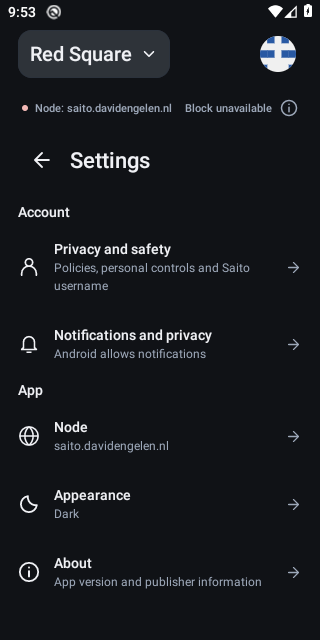 9:53
Red Square
Node: saito.davidengelen.nl Block unavailable
Settings
Account
Privacy and safety
Policies, personal controls and Saito
username
Notifications and privacy
Android allows notifications
App
Node
saito.davidengelen.nl
Appearance
Dark
About
App version and publisher information